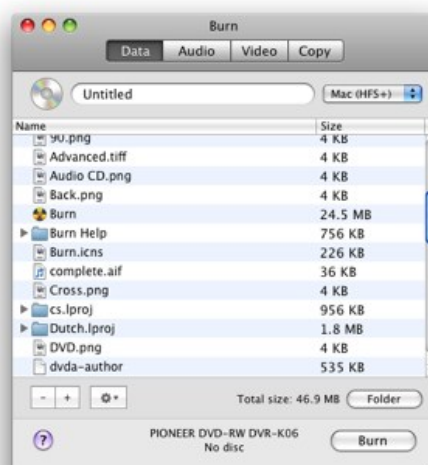 Burn
Data Audio Video Copy
Untitled Mac (HFS+)
Name Size
90.png 4 KB
Advanced.tiff 4 KB
Audio CD.png 4 KB
Back.png 4 KB
Burn 24.5 MB
Burn Help 756 KB
Burn.icns 226 KB
complete.aif 36 KB
Cross.png 4 KB
cs.lproj 956 KB
Dutch.lproj 1.8 MB
DVD.png 4 KB
dvda-author 535 KB
- + Total size: 46.9 MB Folder
? PIONEER DVD-RW DVR-K06
No disc
Burn